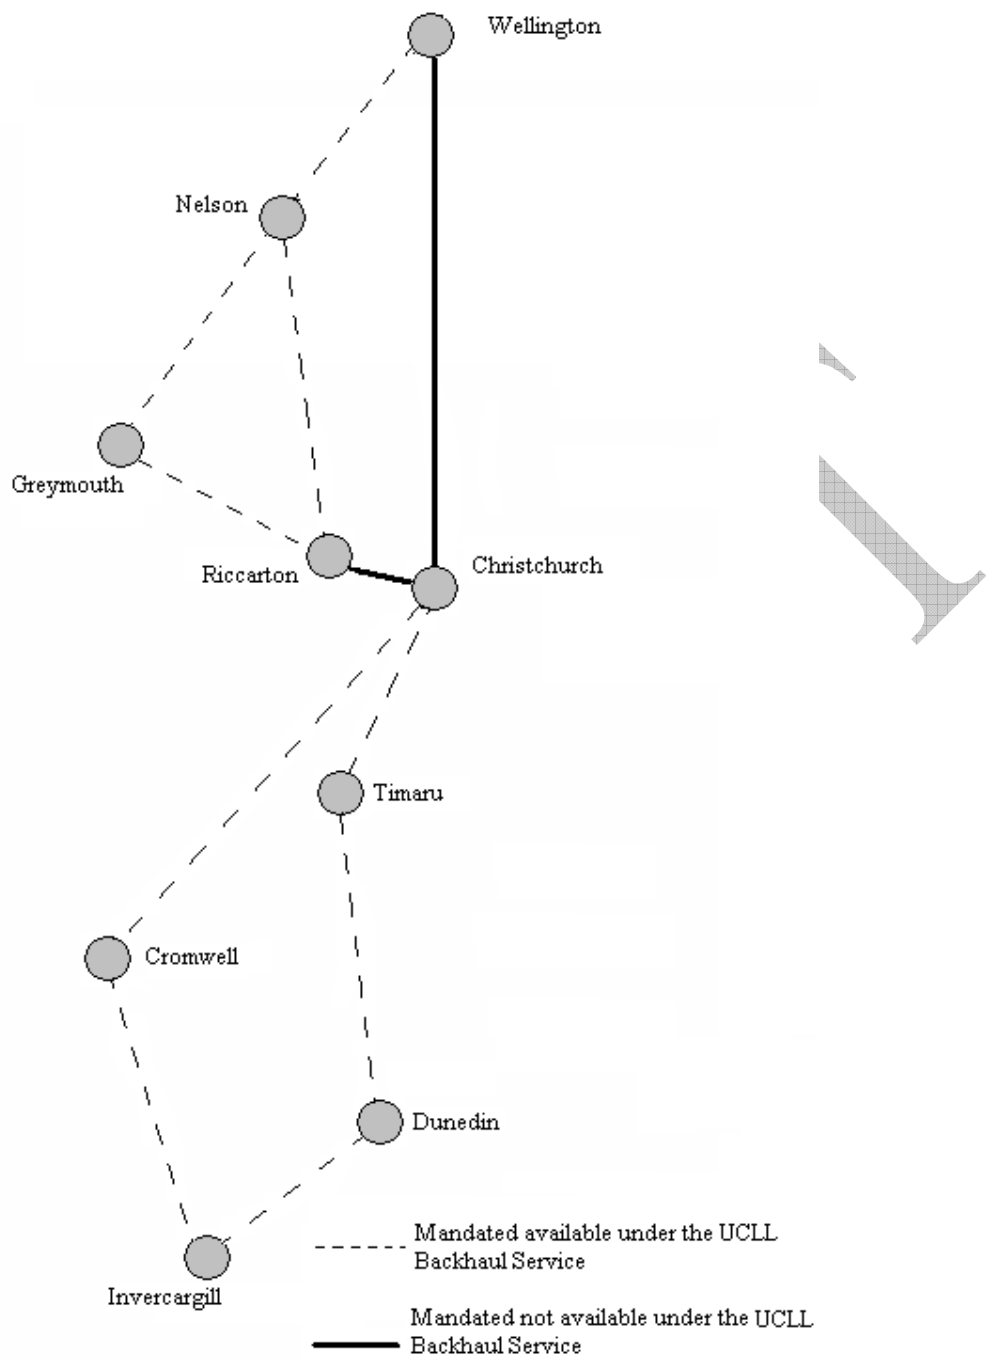 Wellington
Nelson
Greymouth
Riccarton
Christchurch
Timaru
Cromwell
Dunedin
Invercargill
Mandated available under the UCLL
Backhaul Service
Mandated not available under the UCLL
Backhaul Service